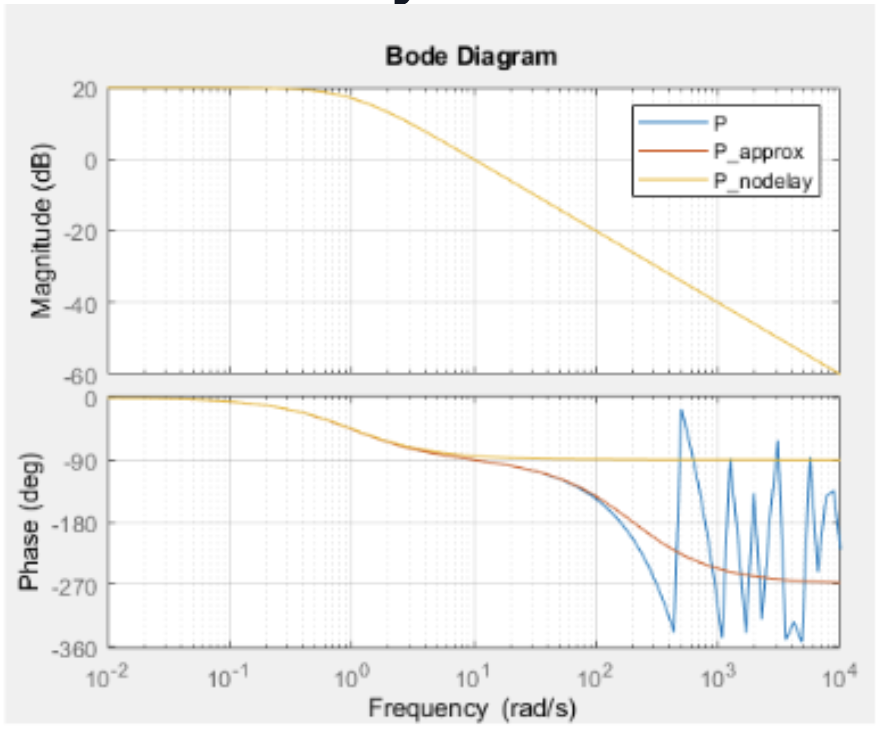 Bode Diagram
Magnitude (dB)
20
0
-20
-40
-60
P
P_approx
P_nodelay
Phase (deg)
0
-90
-180
-270
-360
10-2 10-1 100 101 102 103 104
Frequency (rad/s)